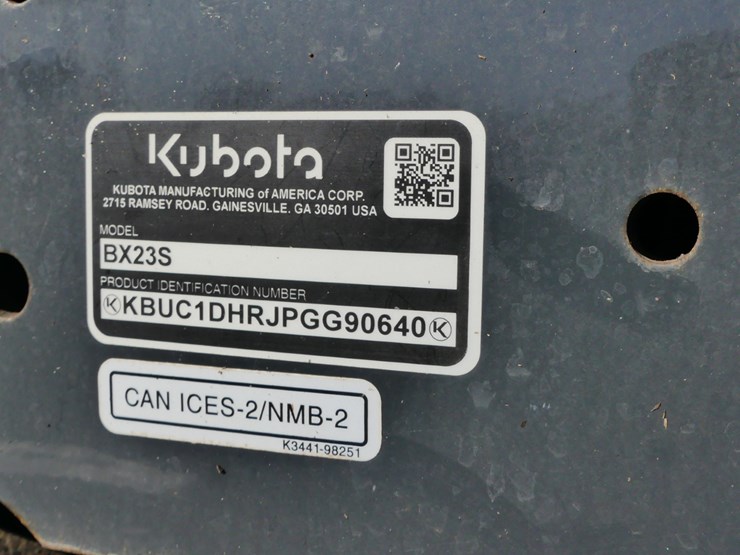 Kubota
KUBOTA MANUFACTURING of AMERICA CORP.
2715 RAMSEY ROAD. GAINESVILLE. GA 30501 USA
MODEL
BX23S
PRODUCT IDENTIFICATION NUMBER
KBUC1DHRJPGG90640
CAN ICES-2/NMB-2
K3441-98251